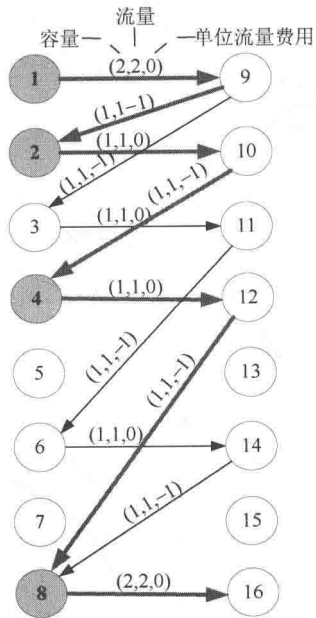 流量
容量 单位流量费用
1 (2,2,0) 9
(1,1−1)
2 (1,1,0) 10
(1,1,−1)
(1,1,−1)
3 (1,1,0) 11
4 (1,1,0) 12
(1,1,−1)
(1,1,−1)
5 13
6 (1,1,0) 14
(1,1,−1)
7 15
8 (2,2,0) 16